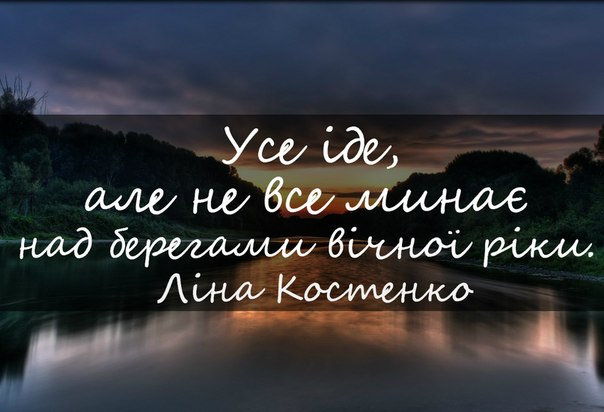 Усе іде,
але не все минає
над берегами вічної ріки.
Ліна Костенко